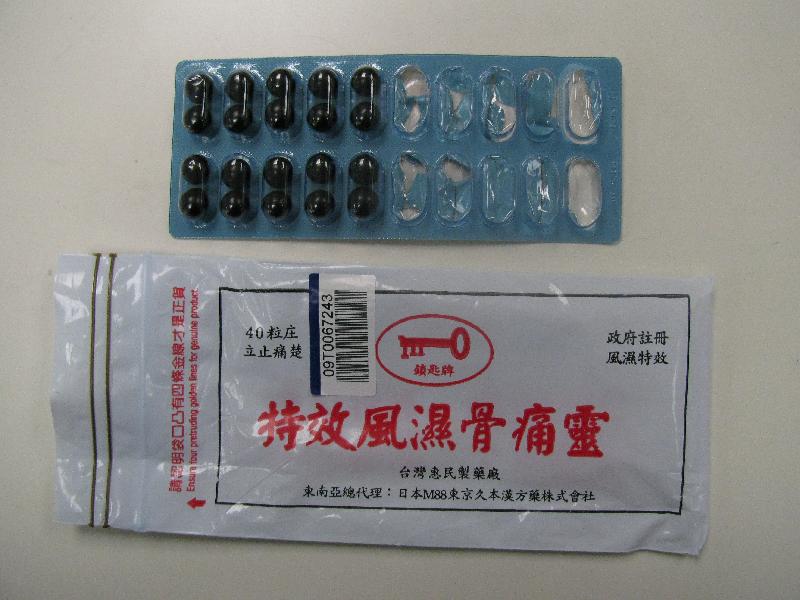 請認明袋口凸有四條金線才是正貨
Ensure four pretruding golden lines for genuine product.
40粒庄
立止痛楚
09T0067243
鎖匙牌
政府註冊
風濕特效
特效風濕骨痛靈
台灣惠民製藥廠
東南亞總代理：日本M88東京久本漢方藥株式會社